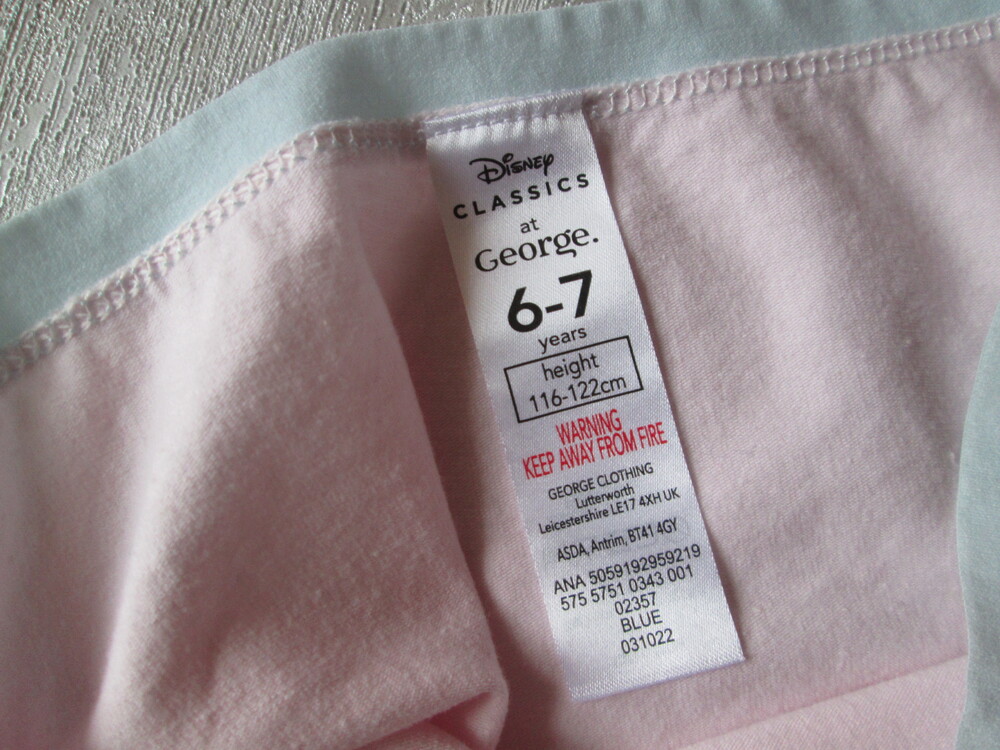 Disney
CLASSICS
at
George.
6-7
years
height
116-122cm
WARNING
KEEP AWAY FROM FIRE
GEORGE CLOTHING
Lutterworth
Leicestershire LE17 4XH UK
ASDA, Antrim, BT41 4GY
ANA 5059192959219
575 5751 0343 001
02357
BLUE
031022